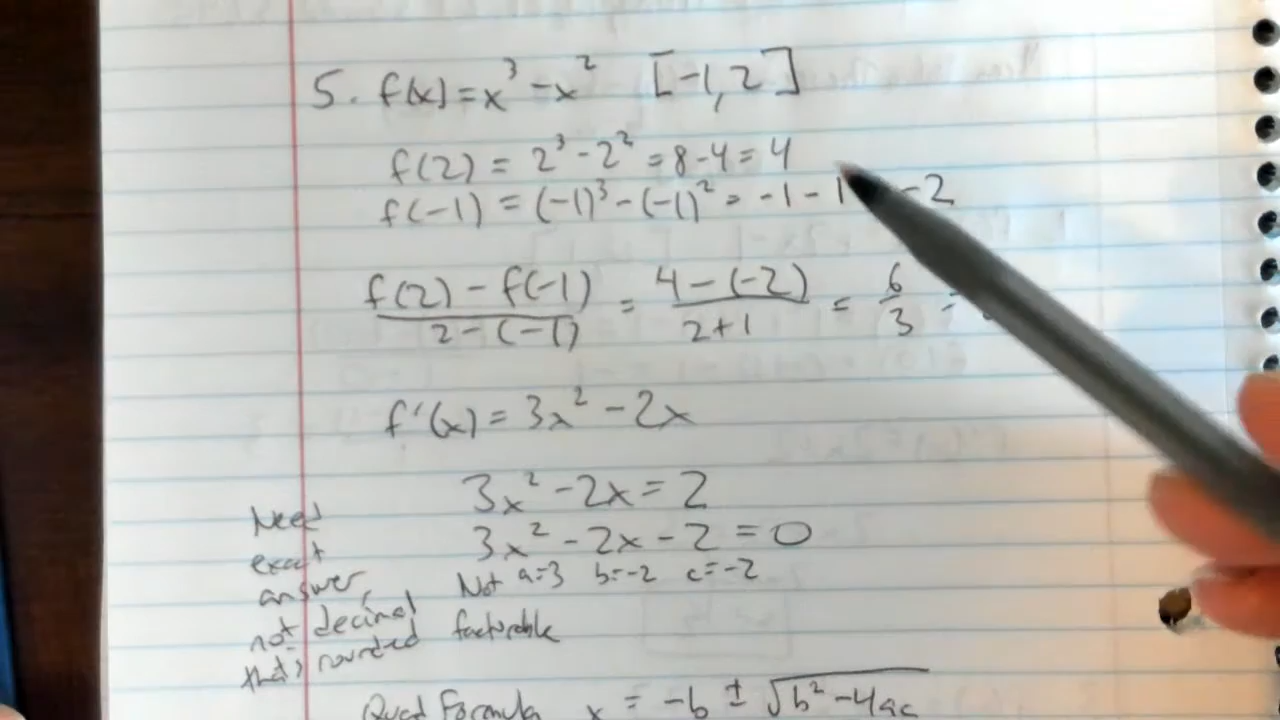 5. f(x) = x³ - x² [-1, 2]
f(2) = 2³ - 2² = 8 - 4 = 4
f(-1) = (-1)³ - (-1)² = -1 - 1 -2
f(2) - f(-1) / 2 - (-1) = 4 - (-2) / 2 + 1 = 6 / 3 =
f'(x) = 3x² - 2x
3x² - 2x = 2
3x² - 2x - 2 = 0
a=3 b=-2 c=-2
Not factorable
Need
exact
answer,
not decimal
that's rounded
Quad Formula x = -b ± √b² - 4ac